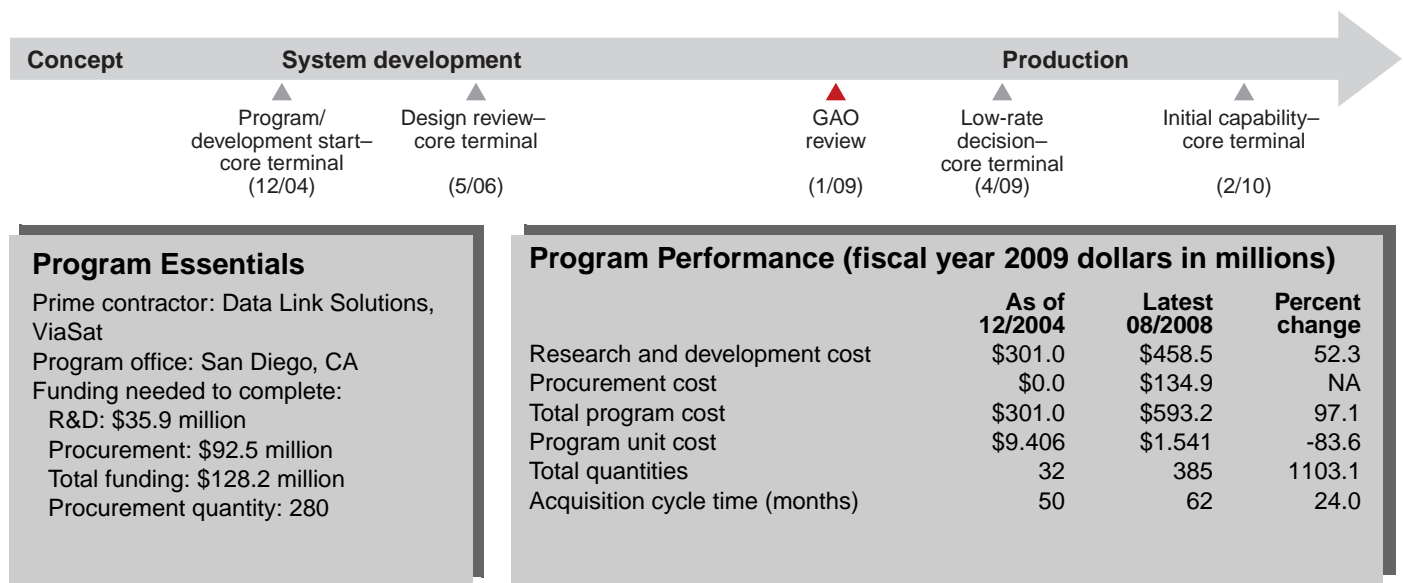 Concept System development Production
Program/
development start–
core terminal
(12/04)
Design review–
core terminal
(5/06)
GAO
review
(1/09)
Low-rate
decision–
core terminal
(4/09)
Initial capability–
core terminal
(2/10)
Program Essentials
Prime contractor: Data Link Solutions,
ViaSat
Program office: San Diego, CA
Funding needed to complete:
R&D: $35.9 million
Procurement: $92.5 million
Total funding: $128.2 million
Procurement quantity: 280
Program Performance (fiscal year 2009 dollars in millions)
As of Latest Percent
12/2004 08/2008 change
Research and development cost $301.0 $458.5 52.3
Procurement cost $0.0 $134.9 NA
Total program cost $301.0 $593.2 97.1
Program unit cost $9.406 $1.541 -83.6
Total quantities 32 385 1103.1
Acquisition cycle time (months) 50 62 24.0